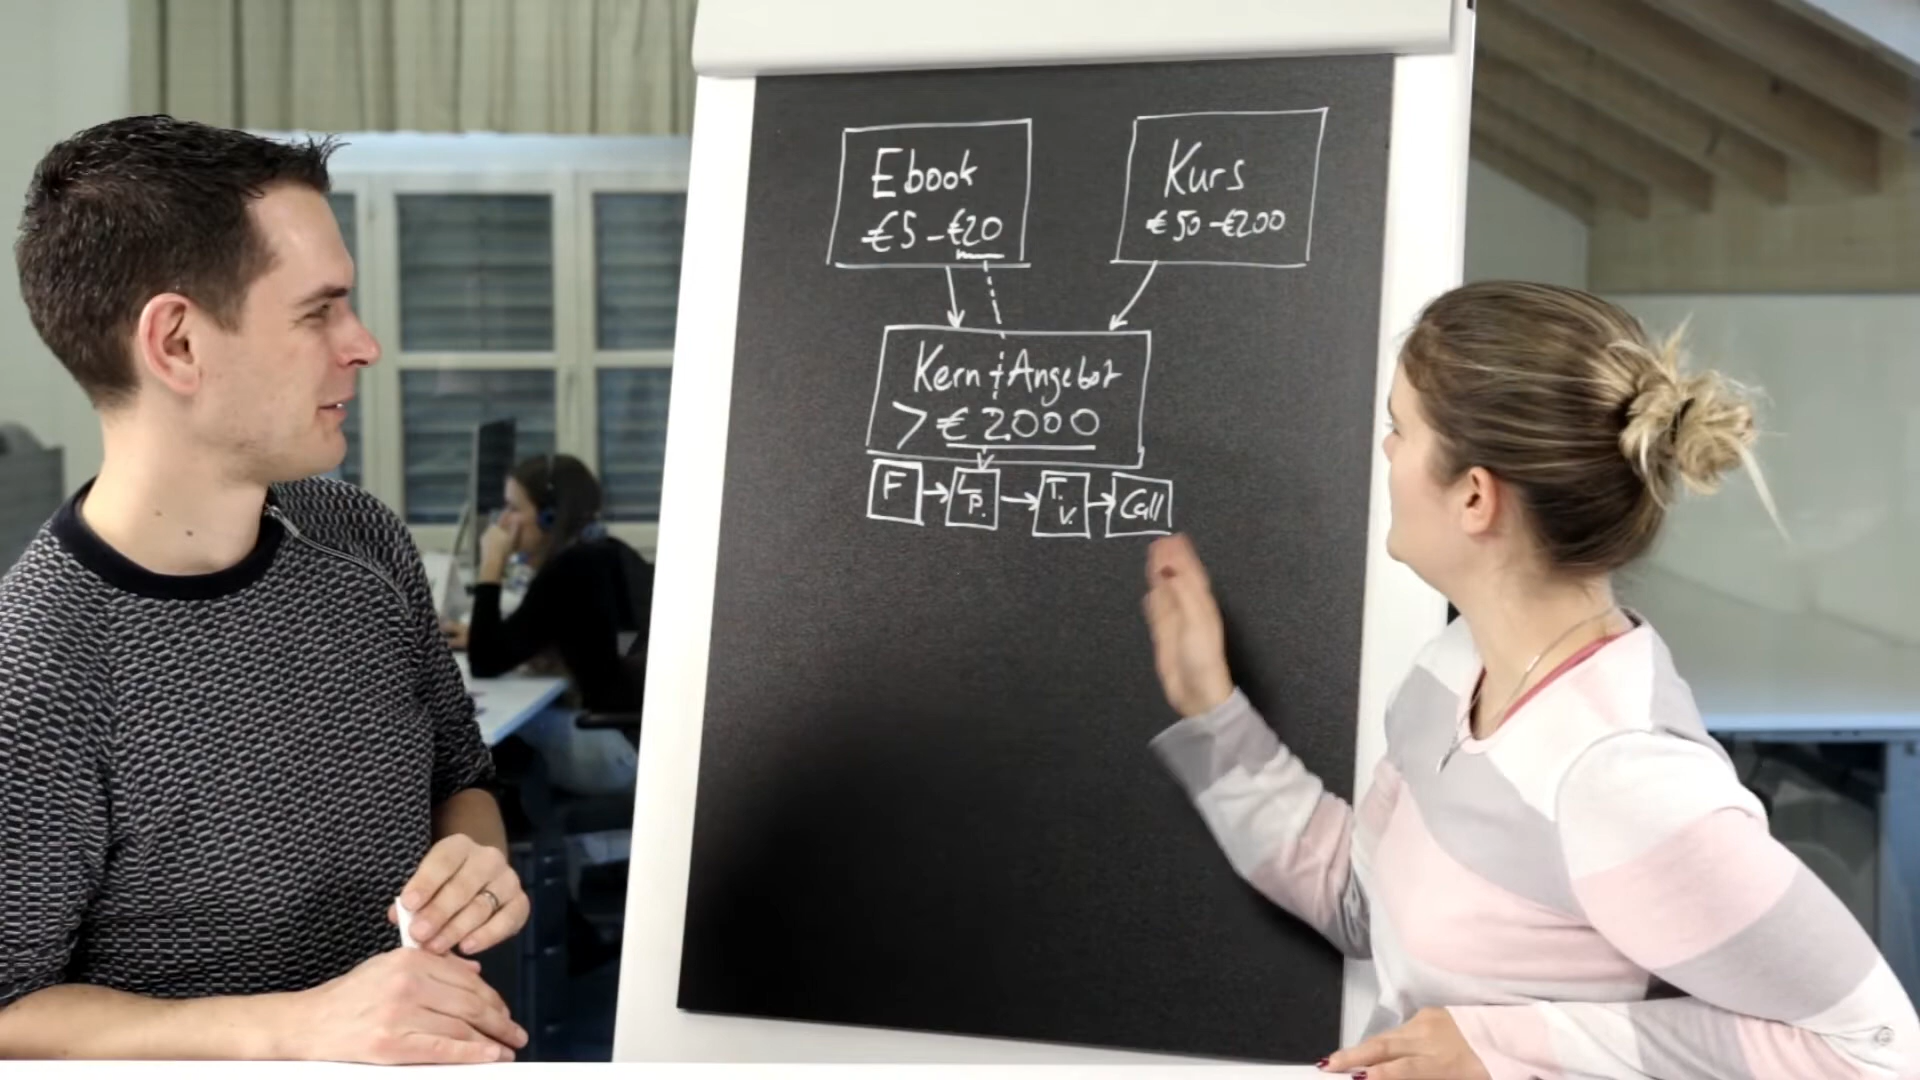 Ebook
€5-€20
Kurs
€50-€200
Kern Angebot
> € 2000
F
L.P.
T.V.
Call